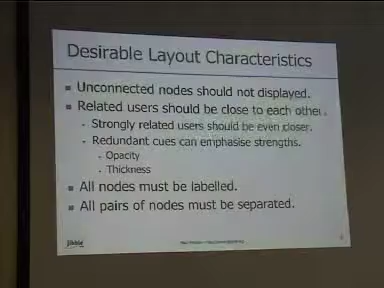 Desirable Layout Characteristics
Unconnected nodes should not displayed.
Related users should be close to each other.
Strongly related users should be even closer.
Redundant cues can emphasise strengths.
Opacity
Thickness
All nodes must be labelled.
All pairs of nodes must be separated.